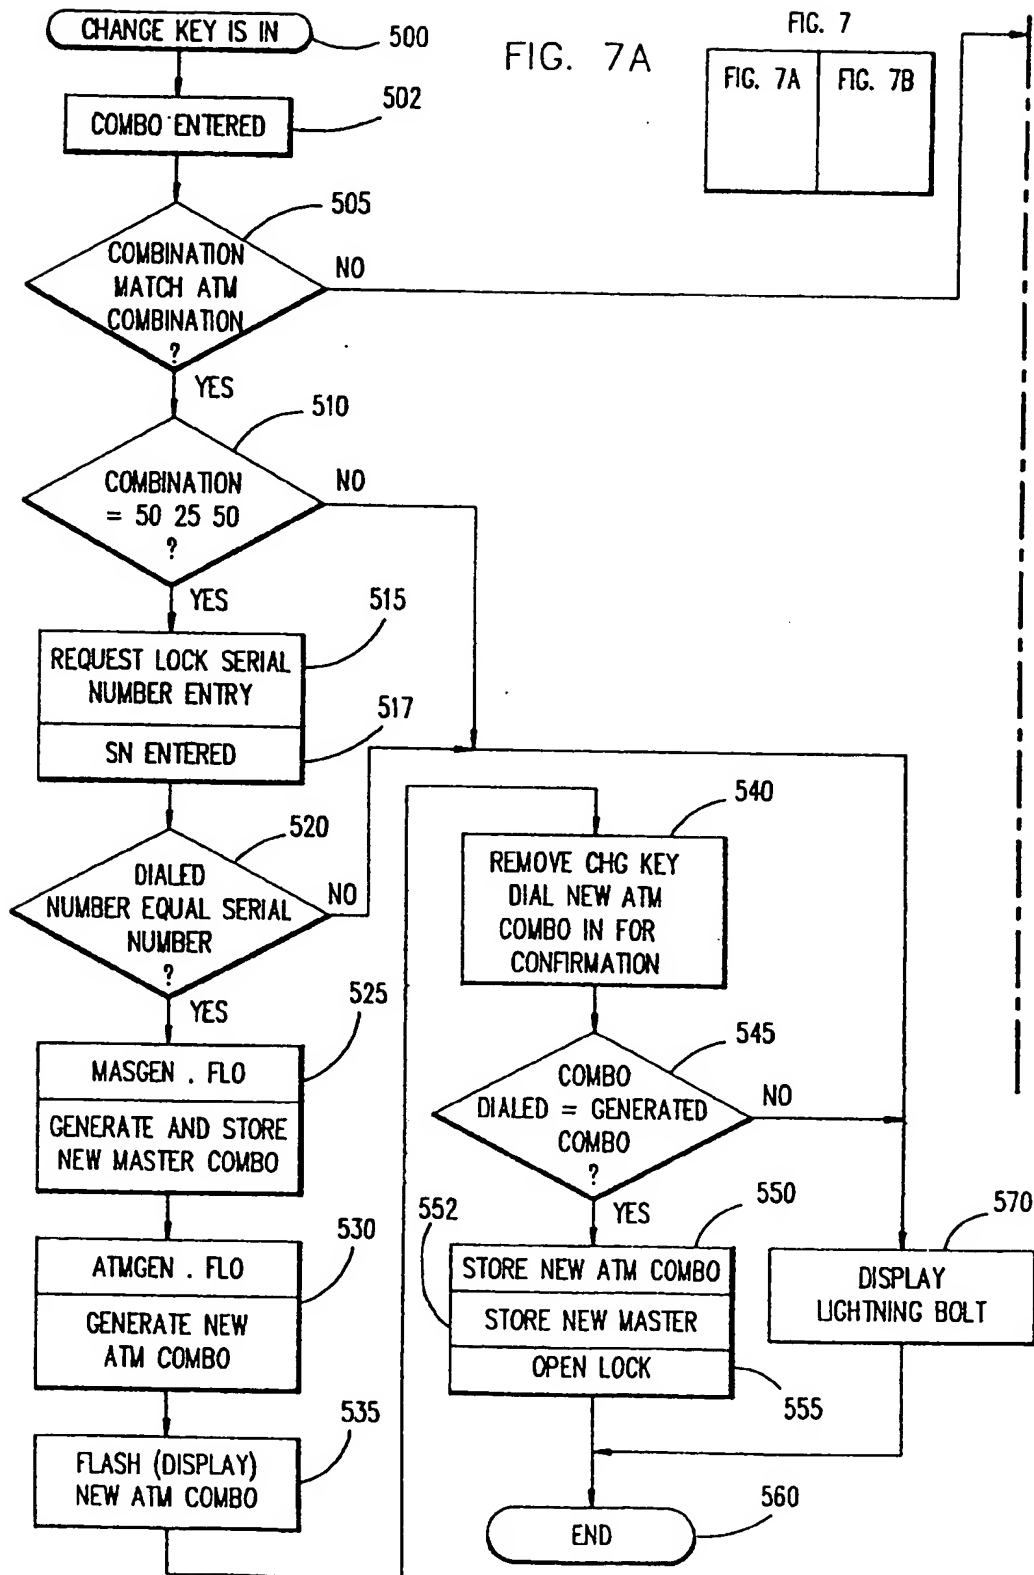 CHANGE KEY IS IN
500
FIG. 7A
FIG. 7
FIG. 7A
FIG. 7B
502
COMBO ENTERED
505
COMBINATION
MATCH ATM
COMBINATION
?
NO
YES
510
COMBINATION
= 50 25 50
?
NO
YES
515
REQUEST LOCK SERIAL
NUMBER ENTRY
517
SN ENTERED
520
DIALED
NUMBER EQUAL SERIAL
NUMBER
?
NO
YES
525
MASGEN . FLO
GENERATE AND STORE
NEW MASTER COMBO
530
ATMGEN . FLO
GENERATE NEW
ATM COMBO
535
FLASH (DISPLAY)
NEW ATM COMBO
540
REMOVE CHG KEY
DIAL NEW ATM
COMBO IN FOR
CONFIRMATION
545
COMBO
DIALED = GENERATED
COMBO
?
NO
YES
550
552
STORE NEW ATM COMBO
STORE NEW MASTER
OPEN LOCK
555
570
DISPLAY
LIGHTNING BOLT
END
560